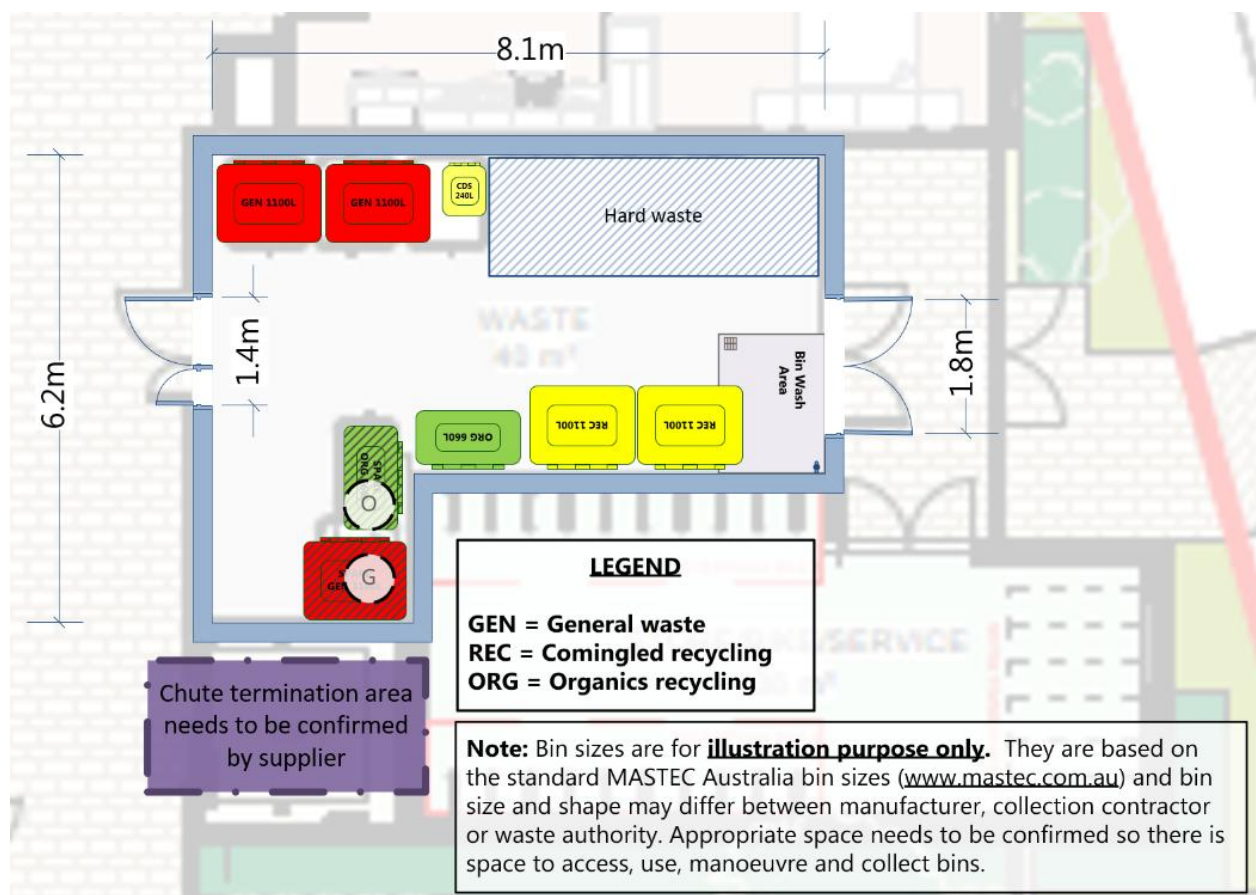 8.1m
GEN 1100L
GEN 1100L
CDS
240L
Hard waste
6.2m
1.4m
WASTE
1.8m
Bin Wash
Area
ORG 660L
REC 1100L
REC 1100L
O
G
LEGEND
GEN = General waste
REC = Comingled recycling
ORG = Organics recycling
Chute termination area
needs to be confirmed
by supplier
Note: Bin sizes are for illustration purpose only. They are based on
the standard MASTEC Australia bin sizes (www.mastec.com.au) and bin
size and shape may differ between manufacturer, collection contractor
or waste authority. Appropriate space needs to be confirmed so there is
space to access, use, manoeuvre and collect bins.